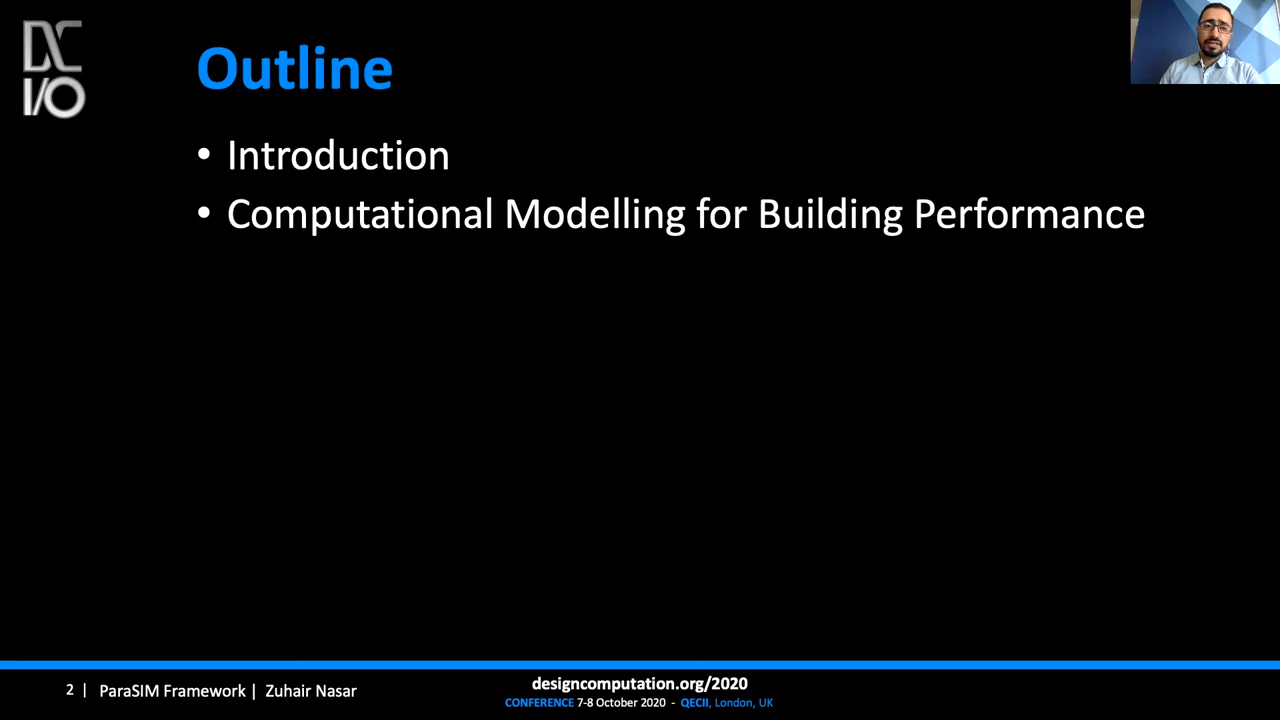 DC
I/O
Outline
• Introduction
• Computational Modelling for Building Performance
2 | ParaSIM Framework | Zuhair Nasar
designcomputation.org/2020
CONFERENCE 7-8 October 2020 - QECII, London, UK